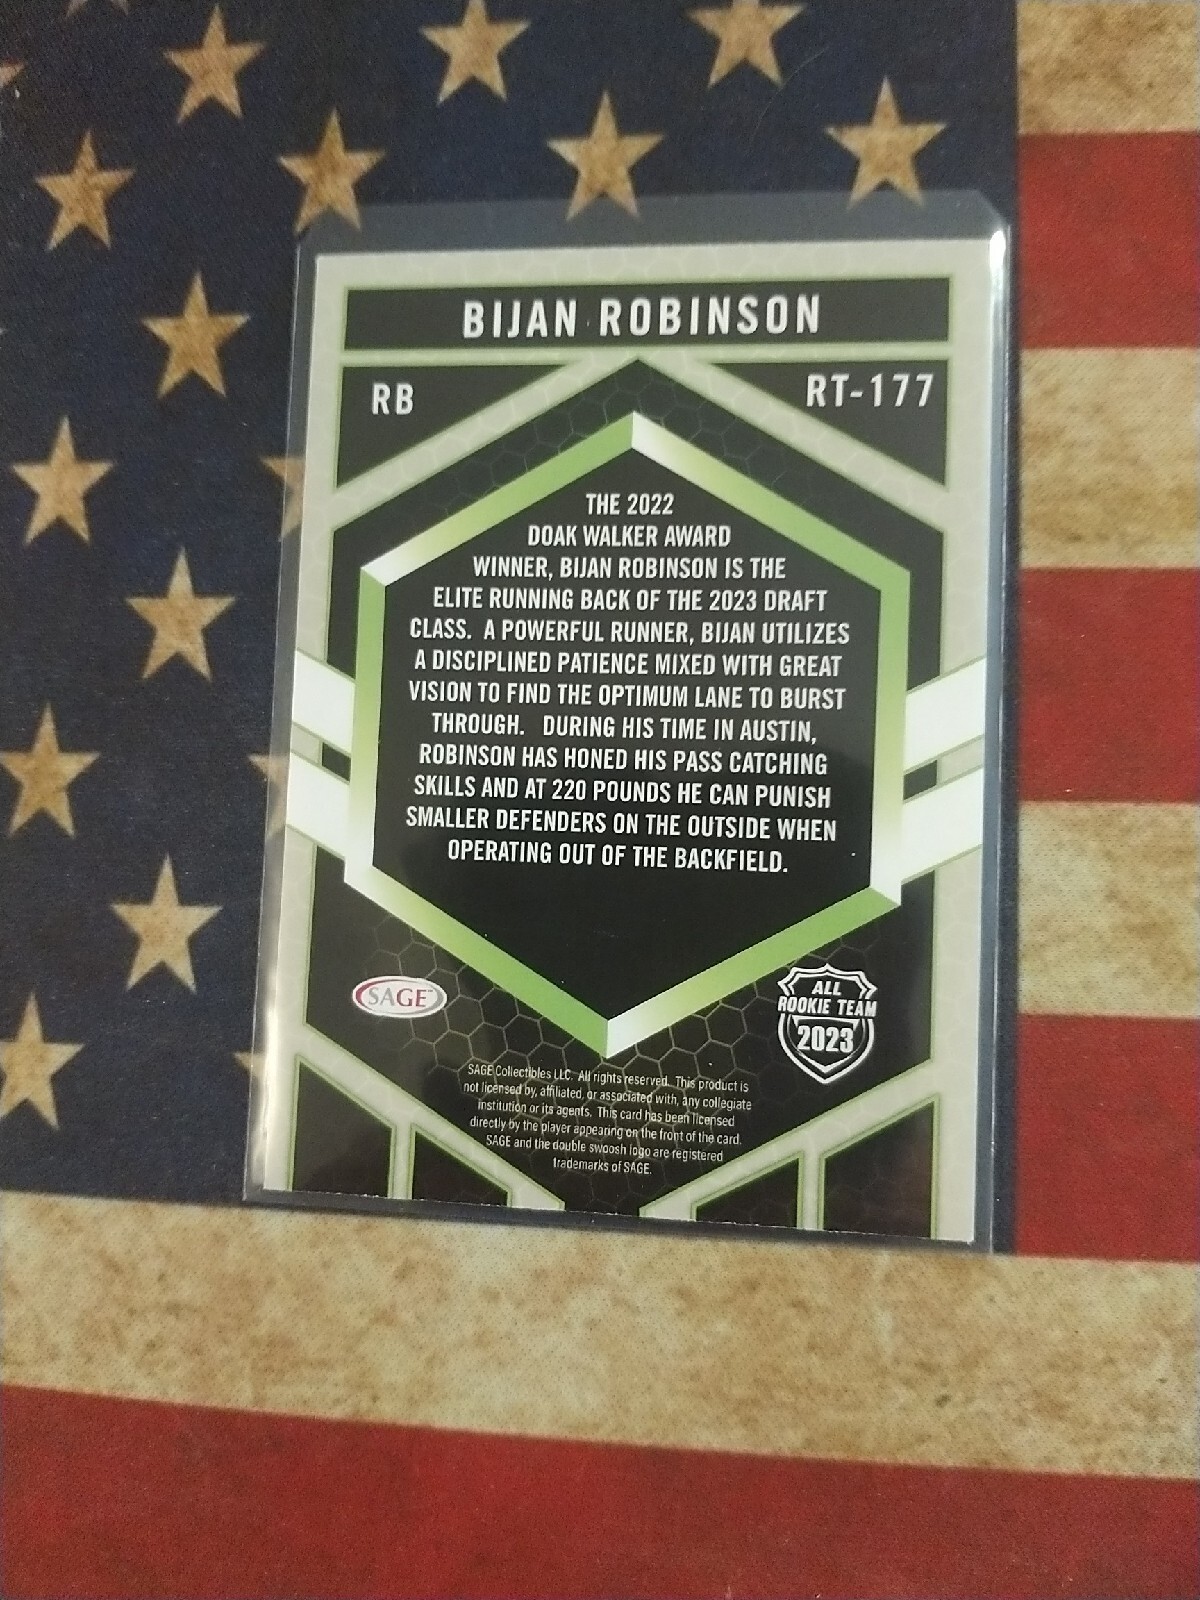 BIJAN ROBINSON
RB
RT-177
THE 2022
DOAK WALKER AWARD
WINNER, BIJAN ROBINSON IS THE
ELITE RUNNING BACK OF THE 2023 DRAFT
CLASS. A POWERFUL RUNNER, BIJAN UTILIZES
A DISCIPLINED PATIENCE MIXED WITH GREAT
VISION TO FIND THE OPTIMUM LANE TO BURST
THROUGH. DURING HIS TIME IN AUSTIN,
ROBINSON HAS HONED HIS PASS CATCHING
SKILLS AND AT 220 POUNDS HE CAN PUNISH
SMALLER DEFENDERS ON THE OUTSIDE WHEN
OPERATING OUT OF THE BACKFIELD.
SAGE™
ALL
ROOKIE TEAM
2023
SAGE Collectibles LLC. All rights reserved. This product is
not licensed by, affiliated, or associated with, any collegiate
institution or its agents. This card has been licensed
directly by the player appearing on the front of the card.
SAGE and the double swoosh logo are registered
trademarks of SAGE.